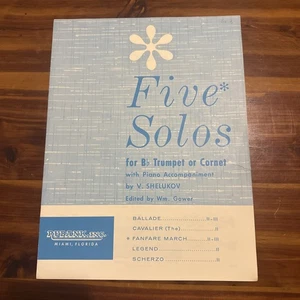 Five*
Solos
for B♭ Trumpet or Cornet
with Piano Accompaniment
by V. SHELUKOV
Edited by Wm. Gower
BALLADE
CAVALIER (The)
* FANFARE MARCH
LEGEND
SCHERZO
RUBANK, INC.
MIAMI, FLORIDA